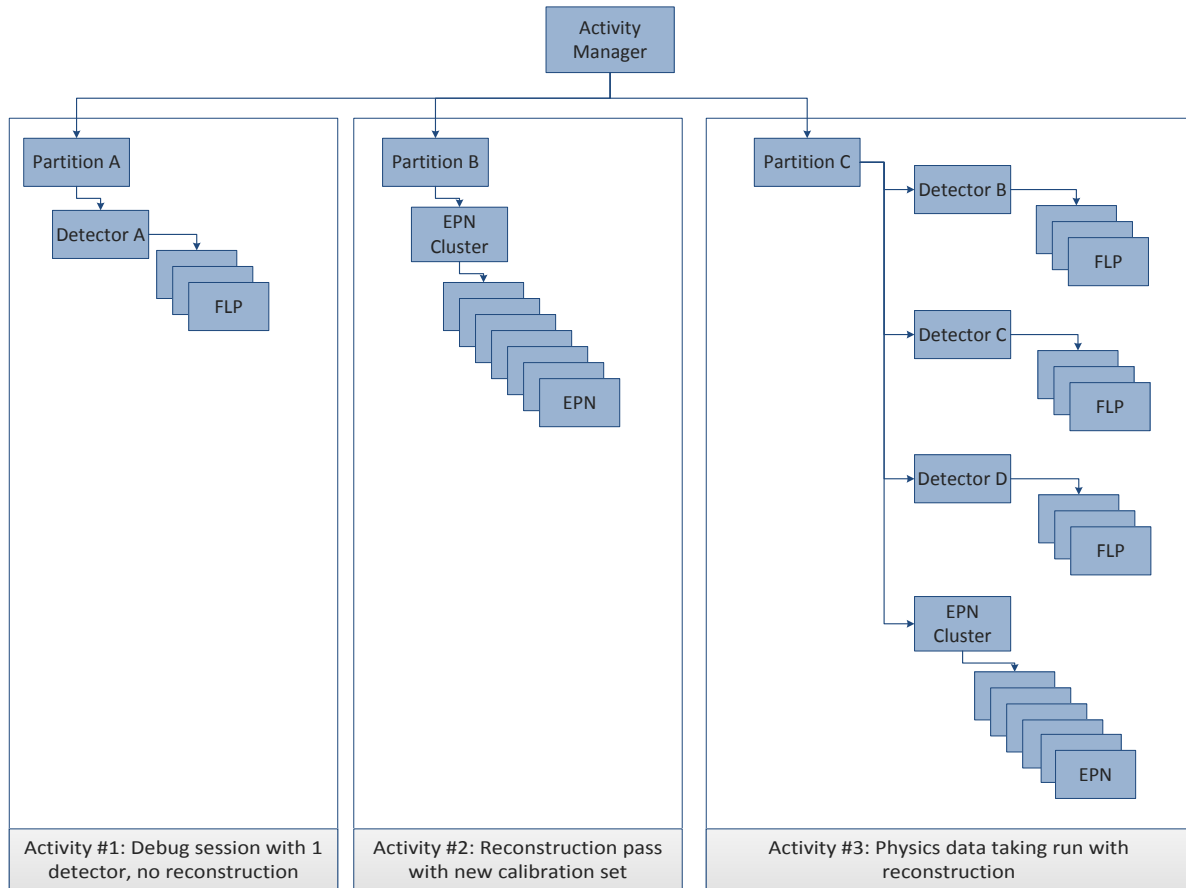 Activity
Manager
Partition A
Detector A
FLP
Partition B
EPN
Cluster
EPN
Partition C
Detector B
FLP
Detector C
FLP
Detector D
FLP
EPN
Cluster
EPN
Activity #1: Debug session with 1
detector, no reconstruction
Activity #2: Reconstruction pass
with new calibration set
Activity #3: Physics data taking run with
reconstruction